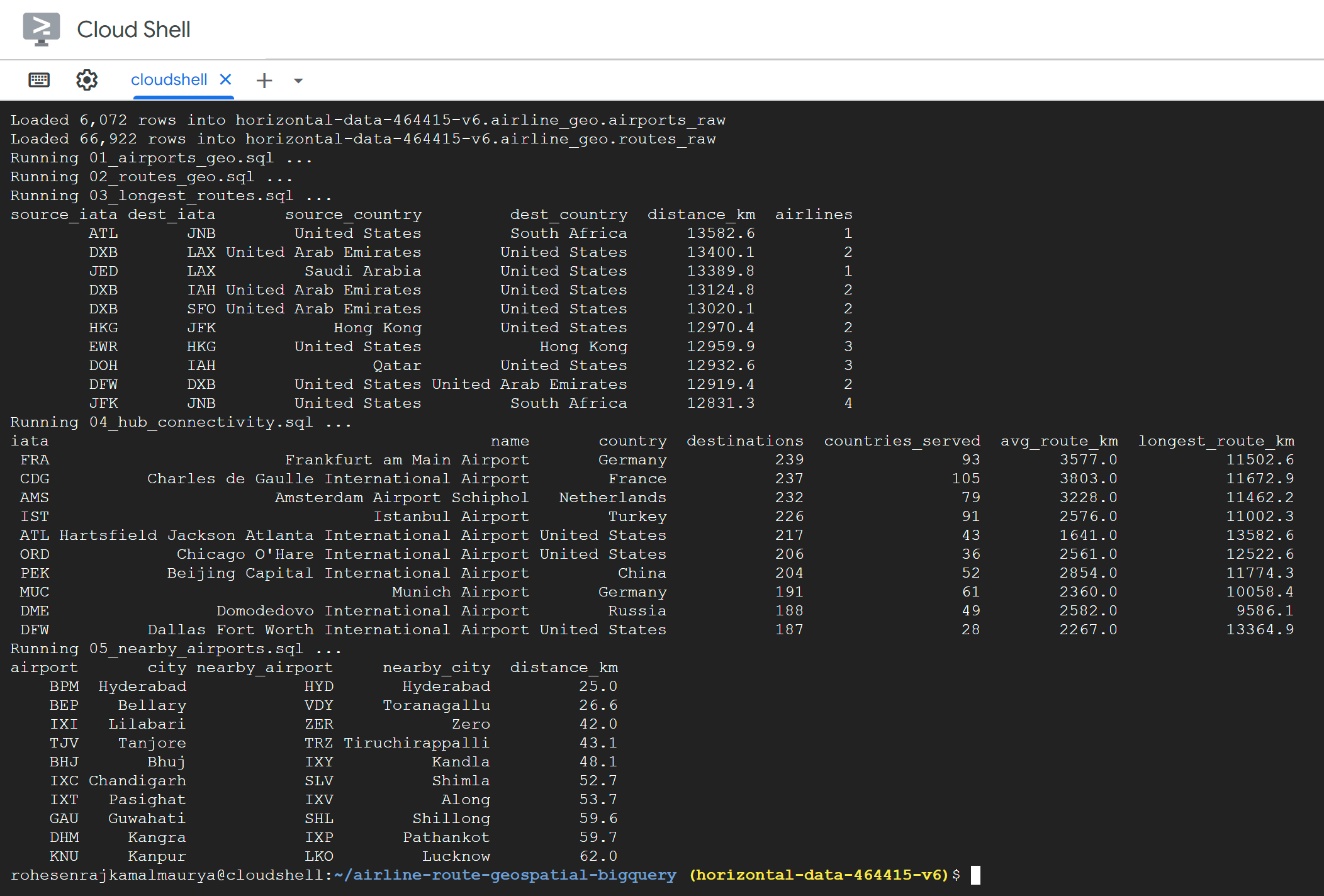 Cloud Shell
cloudshell
Loaded 6,072 rows into horizontal-data-464415-v6.airline_geo.airports_raw
Loaded 66,922 rows into horizontal-data-464415-v6.airline_geo.routes_raw
Running 01_airports_geo.sql ...
Running 02_routes_geo.sql ...
Running 03_longest_routes.sql ...
source_iata dest_iata source_country dest_country distance_km airlines
ATL JNB United States South Africa 13582.6 1
DXB LAX United Arab Emirates United States 13400.1 2
JED LAX Saudi Arabia United States 13389.8 1
DXB IAH United Arab Emirates United States 13124.8 2
DXB SFO United Arab Emirates United States 13020.1 2
HKG JFK Hong Kong United States 12970.4 2
EWR HKG United States Hong Kong 12959.9 3
DOH IAH Qatar United States 12932.6 3
DFW DXB United States United Arab Emirates 12919.4 2
JFK JNB United States South Africa 12831.3 4
Running 04_hub_connectivity.sql ...
iata name country destinations countries_served avg_route_km longest_route_km
FRA Frankfurt am Main Airport Germany 239 93 3577.0 11502.6
CDG Charles de Gaulle International Airport France 237 105 3803.0 11672.9
AMS Amsterdam Airport Schiphol Netherlands 232 79 3228.0 11462.2
IST Istanbul Airport Turkey 226 91 2576.0 11002.3
ATL Hartsfield Jackson Atlanta International Airport United States 217 43 1641.0 13582.6
ORD Chicago O'Hare International Airport United States 206 36 2561.0 12522.6
PEK Beijing Capital International Airport China 204 52 2854.0 11774.3
MUC Munich Airport Germany 191 61 2360.0 10058.4
DME Domodedovo International Airport Russia 188 49 2582.0 9586.1
DFW Dallas Fort Worth International Airport United States 187 28 2267.0 13364.9
Running 05_nearby_airports.sql ...
airport city nearby_airport nearby_city distance_km
BPM Hyderabad HYD Hyderabad 25.0
BEP Bellary VDY Toranagallu 26.6
IXI Lilabari ZER Zero 42.0
TJV Tanjore TRZ Tiruchirappalli 43.1
BHJ Bhuj IXY Kandla 48.1
IXC Chandigarh SLV Shimla 52.7
IXT Pasighat IXV Along 53.7
GAU Guwahati SHL Shillong 59.6
DHM Kangra IXP Pathankot 59.7
KNU Kanpur LKO Lucknow 62.0
rohesenrajkamalmaurya@cloudshell:~/airline-route-geospatial-bigquery (horizontal-data-464415-v6)$